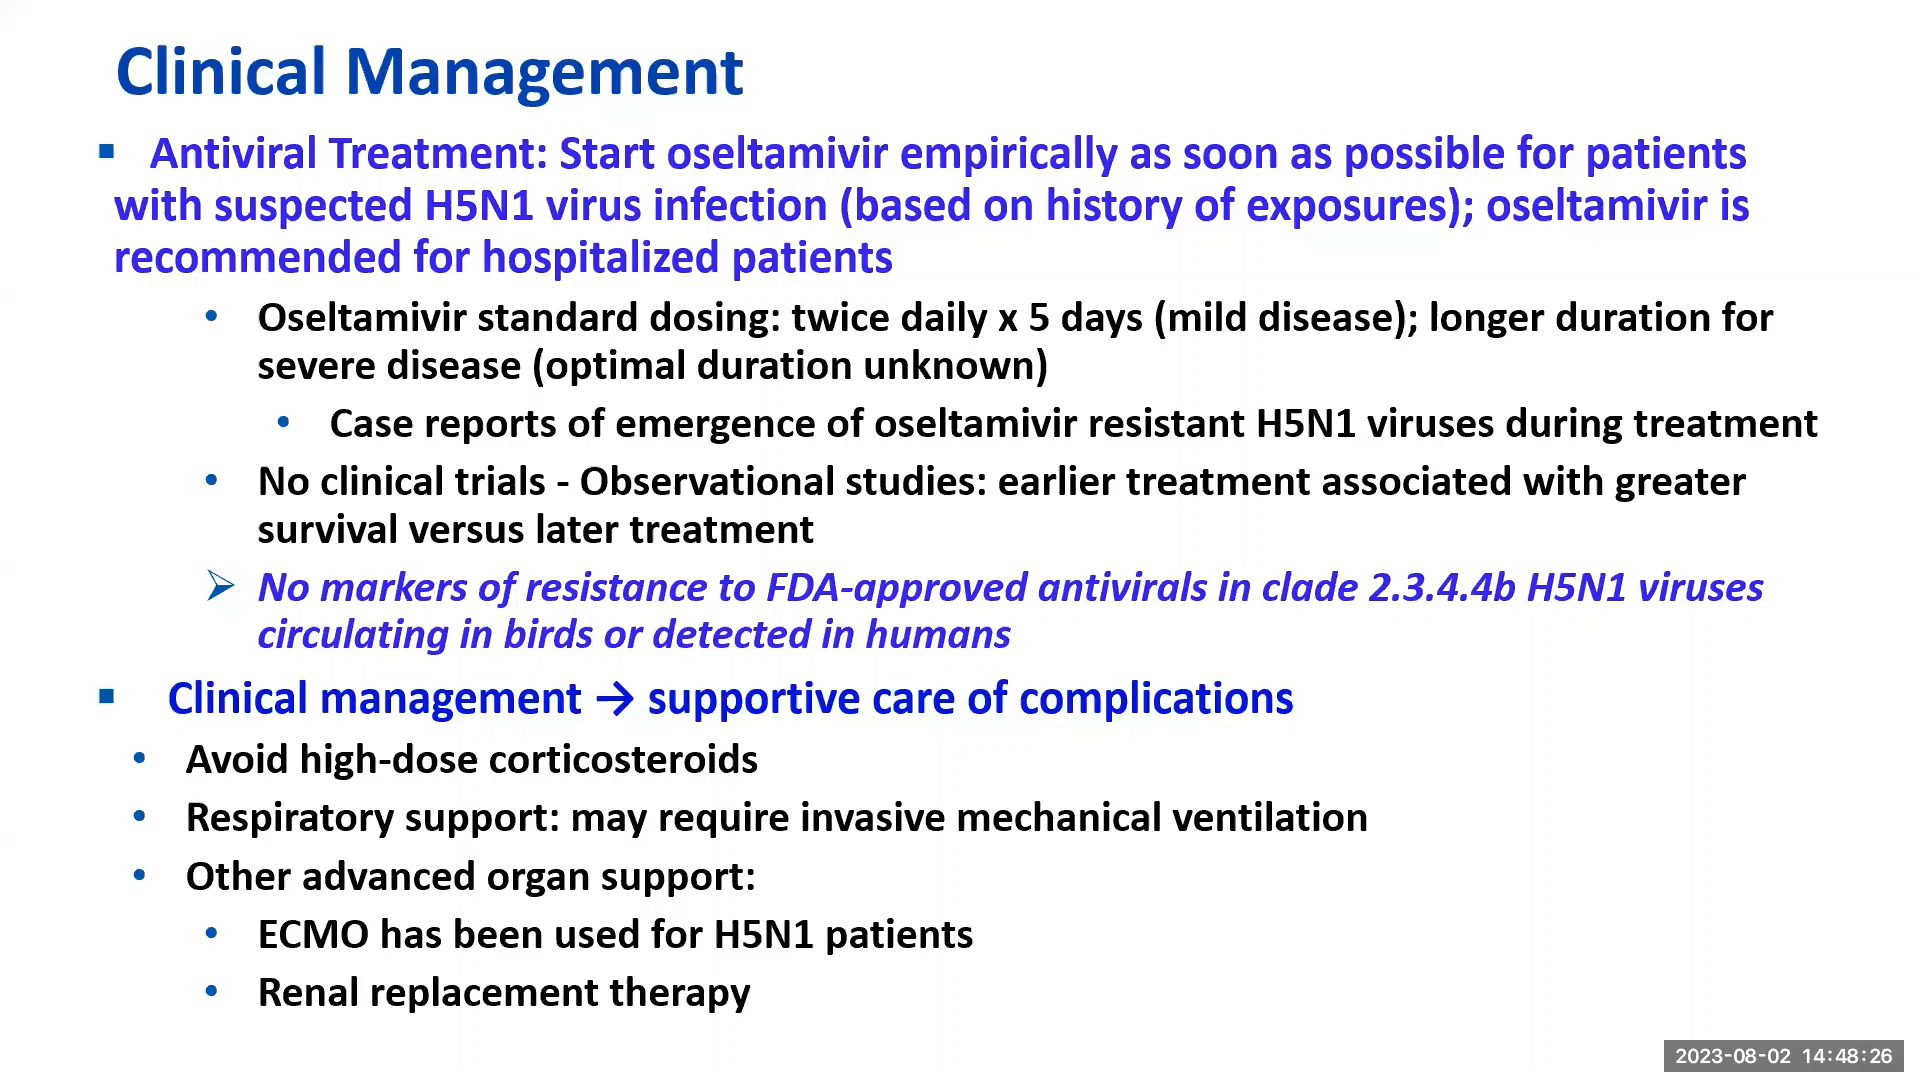 Clinical Management
▪ Antiviral Treatment: Start oseltamivir empirically as soon as possible for patients
with suspected H5N1 virus infection (based on history of exposures); oseltamivir is
recommended for hospitalized patients
• Oseltamivir standard dosing: twice daily x 5 days (mild disease); longer duration for
severe disease (optimal duration unknown)
• Case reports of emergence of oseltamivir resistant H5N1 viruses during treatment
• No clinical trials - Observational studies: earlier treatment associated with greater
survival versus later treatment
➢ No markers of resistance to FDA-approved antivirals in clade 2.3.4.4b H5N1 viruses
circulating in birds or detected in humans
▪ Clinical management → supportive care of complications
• Avoid high-dose corticosteroids
• Respiratory support: may require invasive mechanical ventilation
• Other advanced organ support:
• ECMO has been used for H5N1 patients
• Renal replacement therapy
2023-08-02 14:48:26